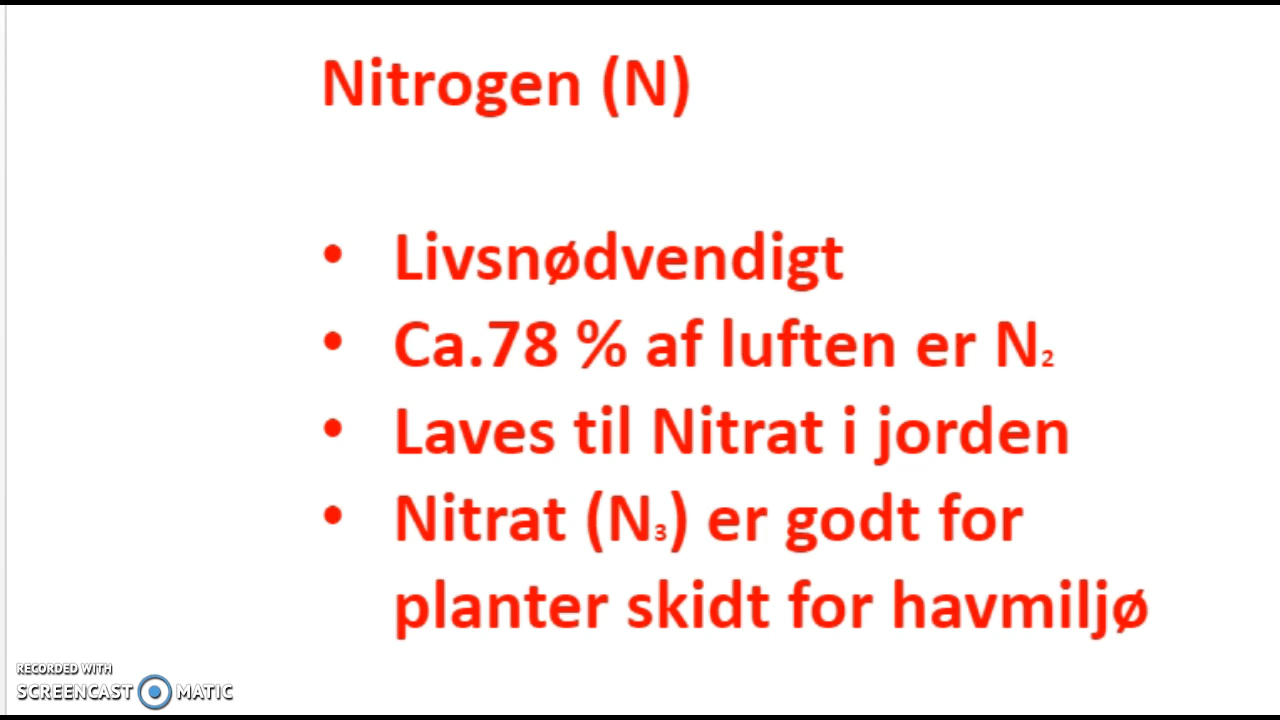 Nitrogen (N)
• Livsnødvendigt
• Ca.78 % af luften er N₂
• Laves til Nitrat i jorden
• Nitrat (N₃) er godt for
planter skidt for havmiljø
RECORDED WITH
SCREENCAST MATIC